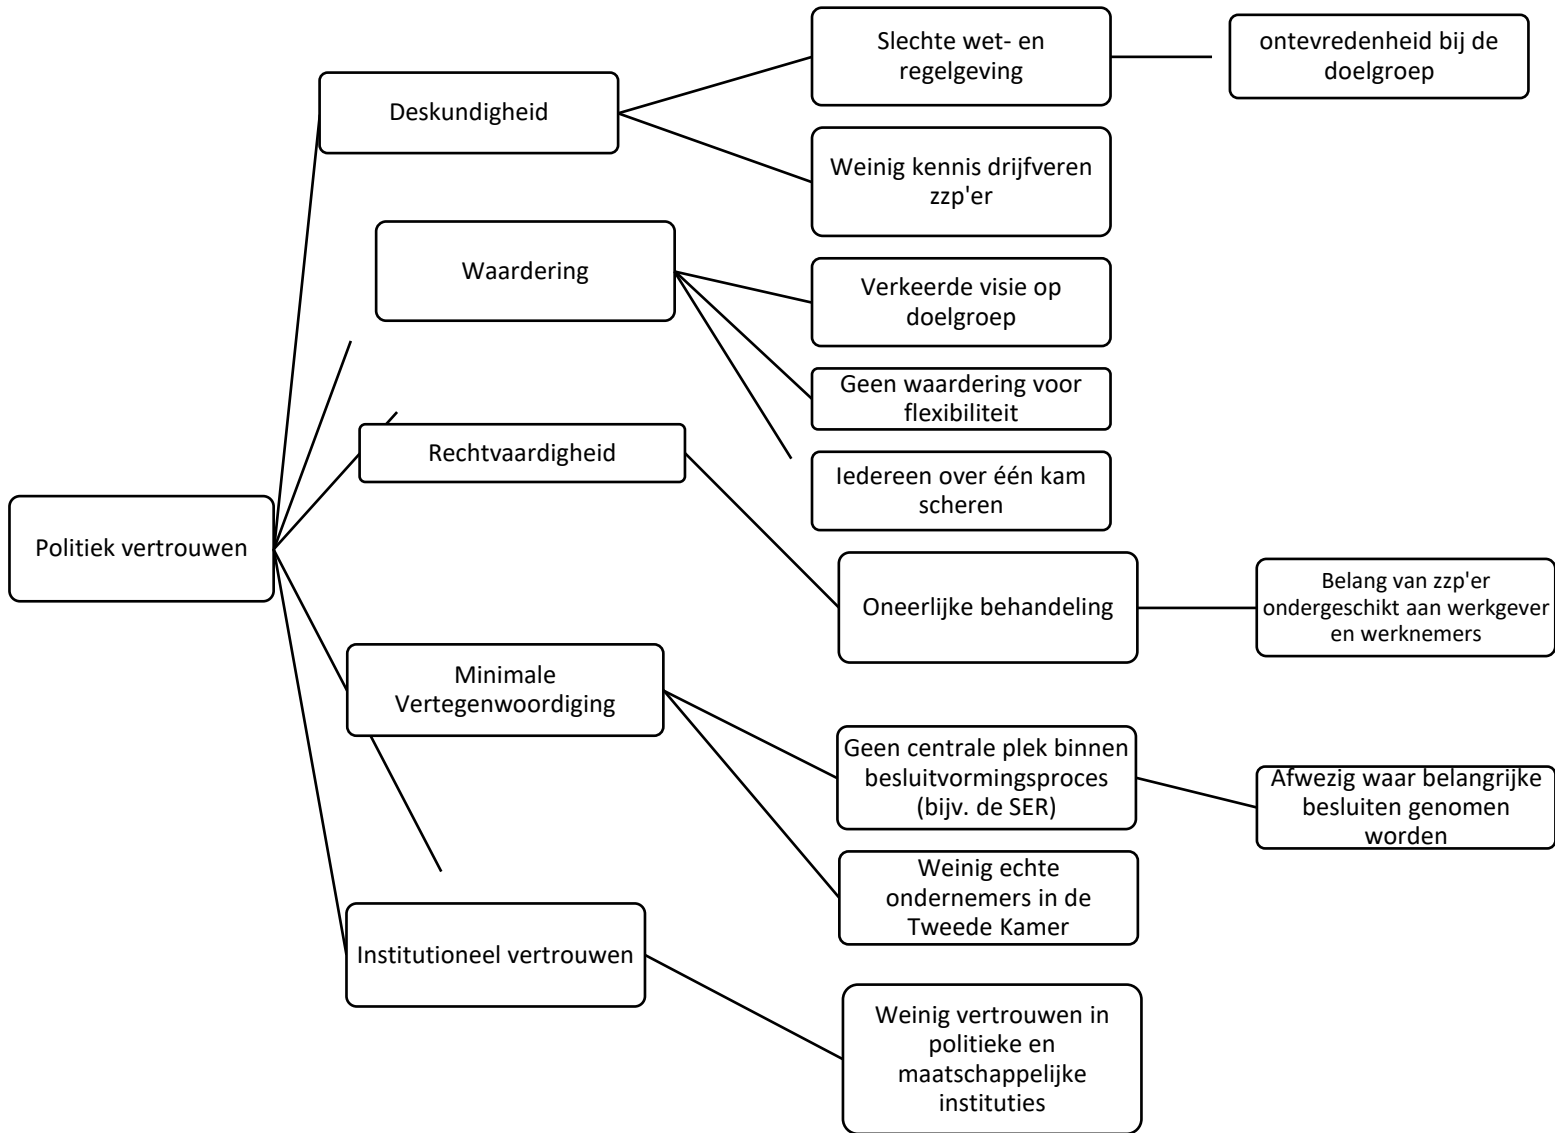 Politiek vertrouwen
Deskundigheid
Slechte wet- en
regelgeving
ontevredenheid bij de
doelgroep
Weinig kennis drijfveren
zzp'er
Waardering
Verkeerde visie op
doelgroep
Geen waardering voor
flexibiliteit
Iedereen over één kam
scheren
Rechtvaardigheid
Oneerlijke behandeling
Belang van zzp'er
ondergeschikt aan werkgever
en werknemers
Minimale
Vertegenwoordiging
Geen centrale plek binnen
besluitvormingsproces
(bijv. de SER)
Afwezig waar belangrijke
besluiten genomen
worden
Weinig echte
ondernemers in de
Tweede Kamer
Institutioneel vertrouwen
Weinig vertrouwen in
politieke en
maatschappelijke
instituties